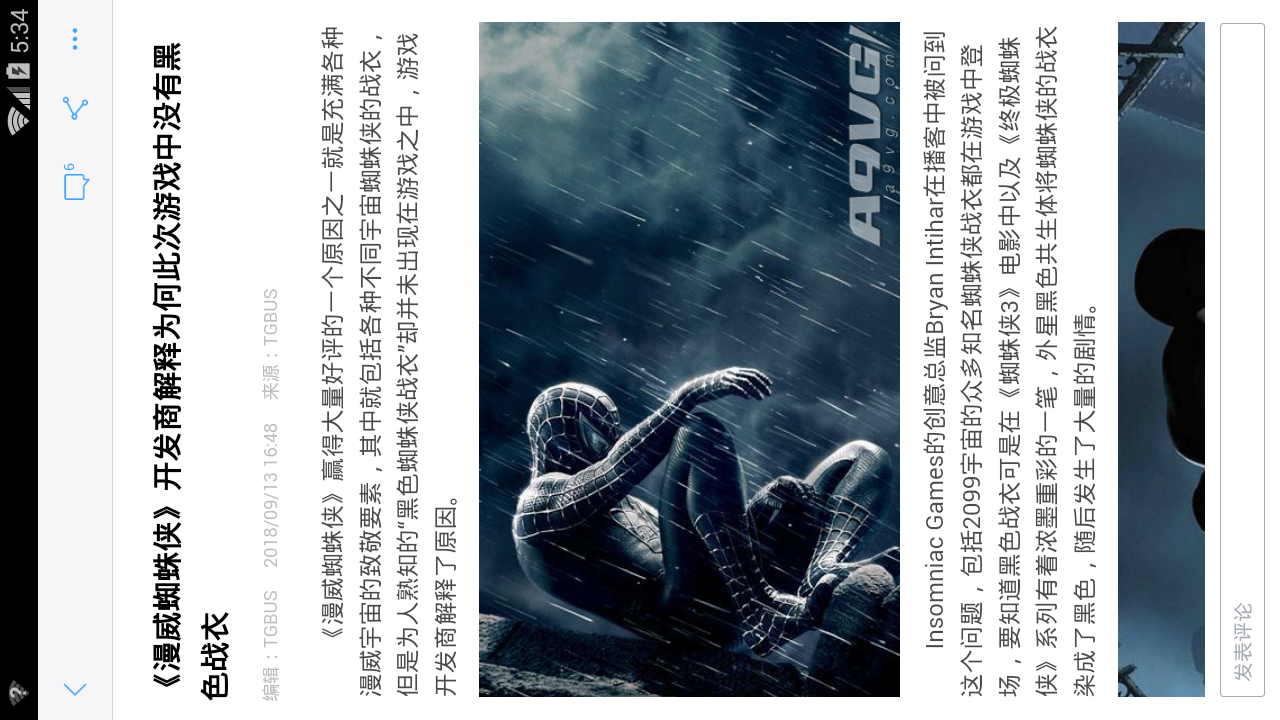 5:34
6
《漫威蜘蛛侠》开发商解释为何此次游戏中没有黑
色战衣
编辑：TGBUS 2018/09/13 16:48 来源：TGBUS
《漫威蜘蛛侠》赢得大量好评的一个原因之一就是充满各种
漫威宇宙的致敬要素，其中就包括各种不同宇宙蜘蛛侠的战衣，
但是为人熟知的“黑色蜘蛛侠战衣”却并未出现在游戏之中，游戏
开发商解释了原因。
A9VG
a9vg.com
Insomniac Games的创意总监Bryan Intihar在播客中被问到
这个问题，包括2099宇宙的众多知名蜘蛛侠战衣都在游戏中登
场，要知道黑色战衣可是在《蜘蛛侠3》电影中以及《终极蜘蛛
侠》系列有着浓墨重彩的一笔，外星黑色共生体将蜘蛛侠的战衣
染成了黑色，随后发生了大量的剧情。
发表评论